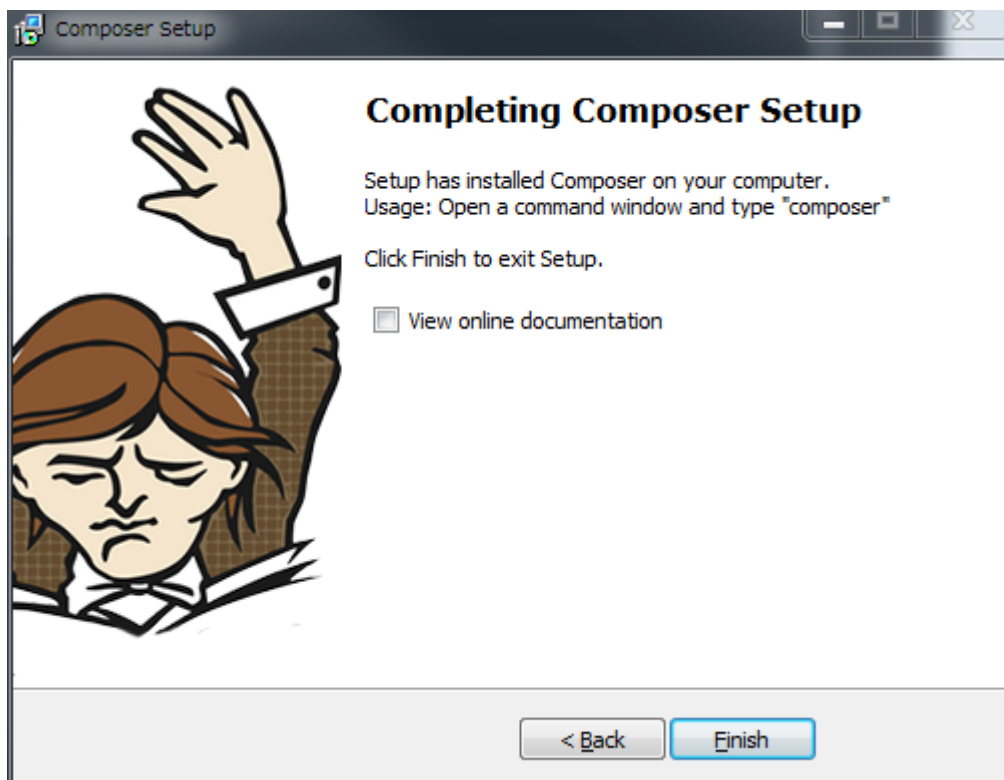 Composer Setup
Completing Composer Setup
Setup has installed Composer on your computer.
Usage: Open a command window and type "composer"
Click Finish to exit Setup.
View online documentation
< Back
Finish